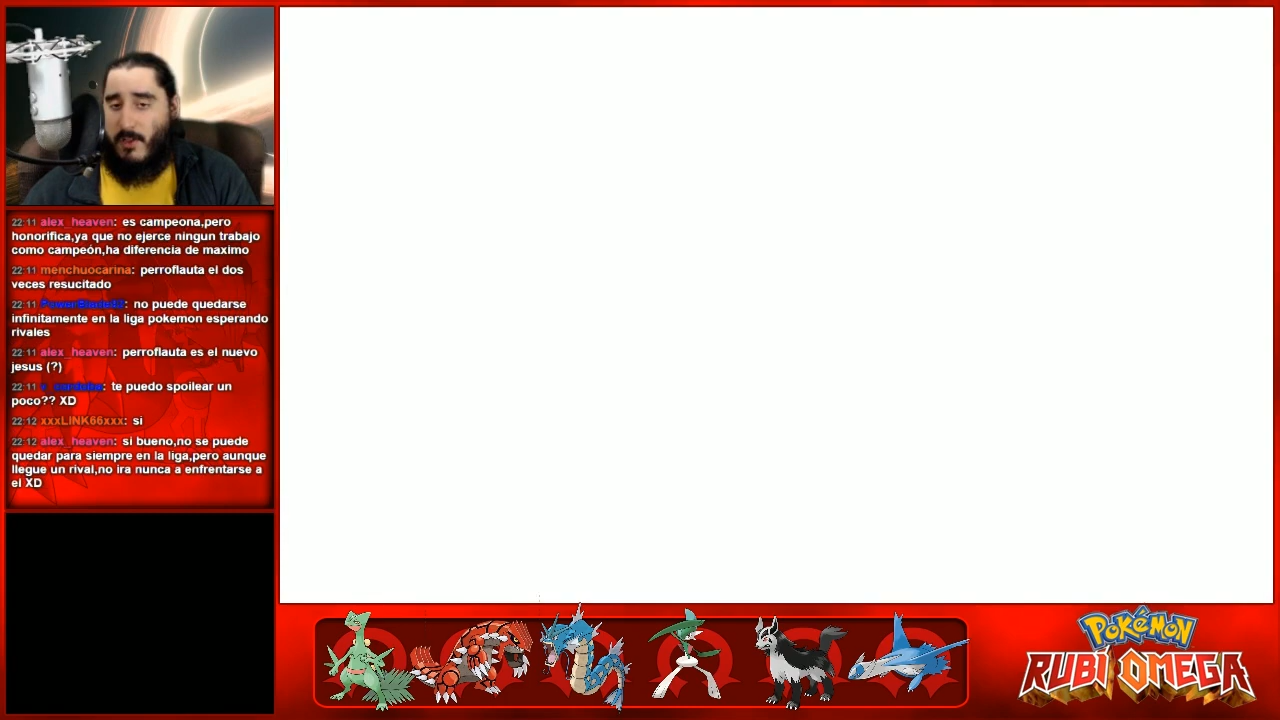 22:11 alex_heaven: es campeona,pero
honorifica,ya que no ejerce ningun trabajo
como campeón,ha diferencia de maximo
22:11 menchuocarina: perroflauta el dos
veces resucitado
22:11 : no puede quedarse
infinitamente en la liga pokemon esperando
rivales
22:11 alex_heaven: perroflauta es el nuevo
jesus (?)
22:11 : te puedo spoilear un
poco?? XD
22:12 xxxLINK66xxx: si
22:12 alex_heaven: si bueno,no se puede
quedar para siempre en la liga,pero aunque
llegue un rival,no ira nunca a enfrentarse a
el XD
POKéMON
RUBI OMEGA